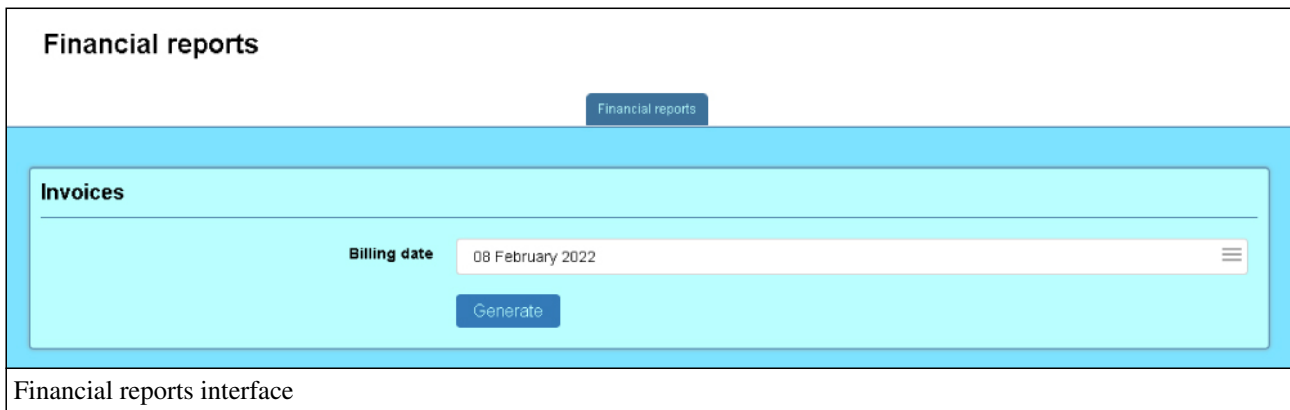 Financial reports
Financial reports
Invoices
Billing date 08 February 2022
Generate
Financial reports interface